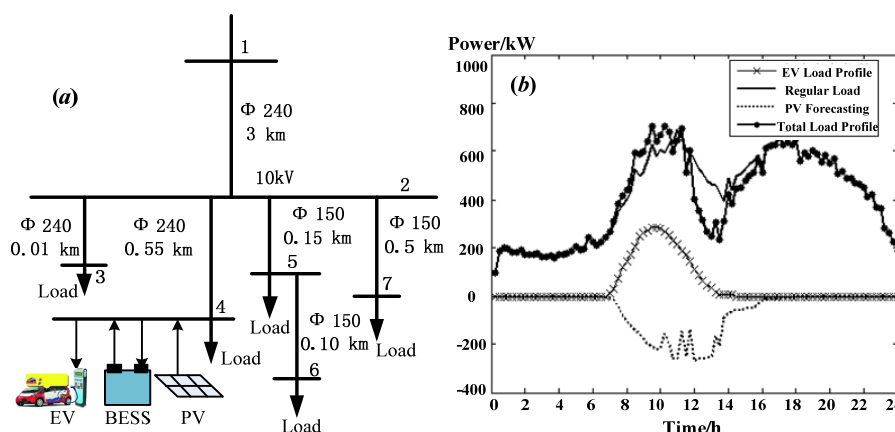 (a)
1
Φ 240
3 km
10kV
2
Φ 240
0.01 km
Φ 240
0.55 km
Φ 150
0.15 km
Φ 150
0.5 km
3
Load
4
5
7
Load
Load
Load
Φ 150
0.10 km
6
Load
EV
BESS
PV
Power/kW
(b)
EV Load Profile
Regular Load
PV Forecasting
Total Load Profile
1000
800
600
400
200
0
-200
-400
0 2 4 6 8 10 12 14 16 18 20 22
Time/h